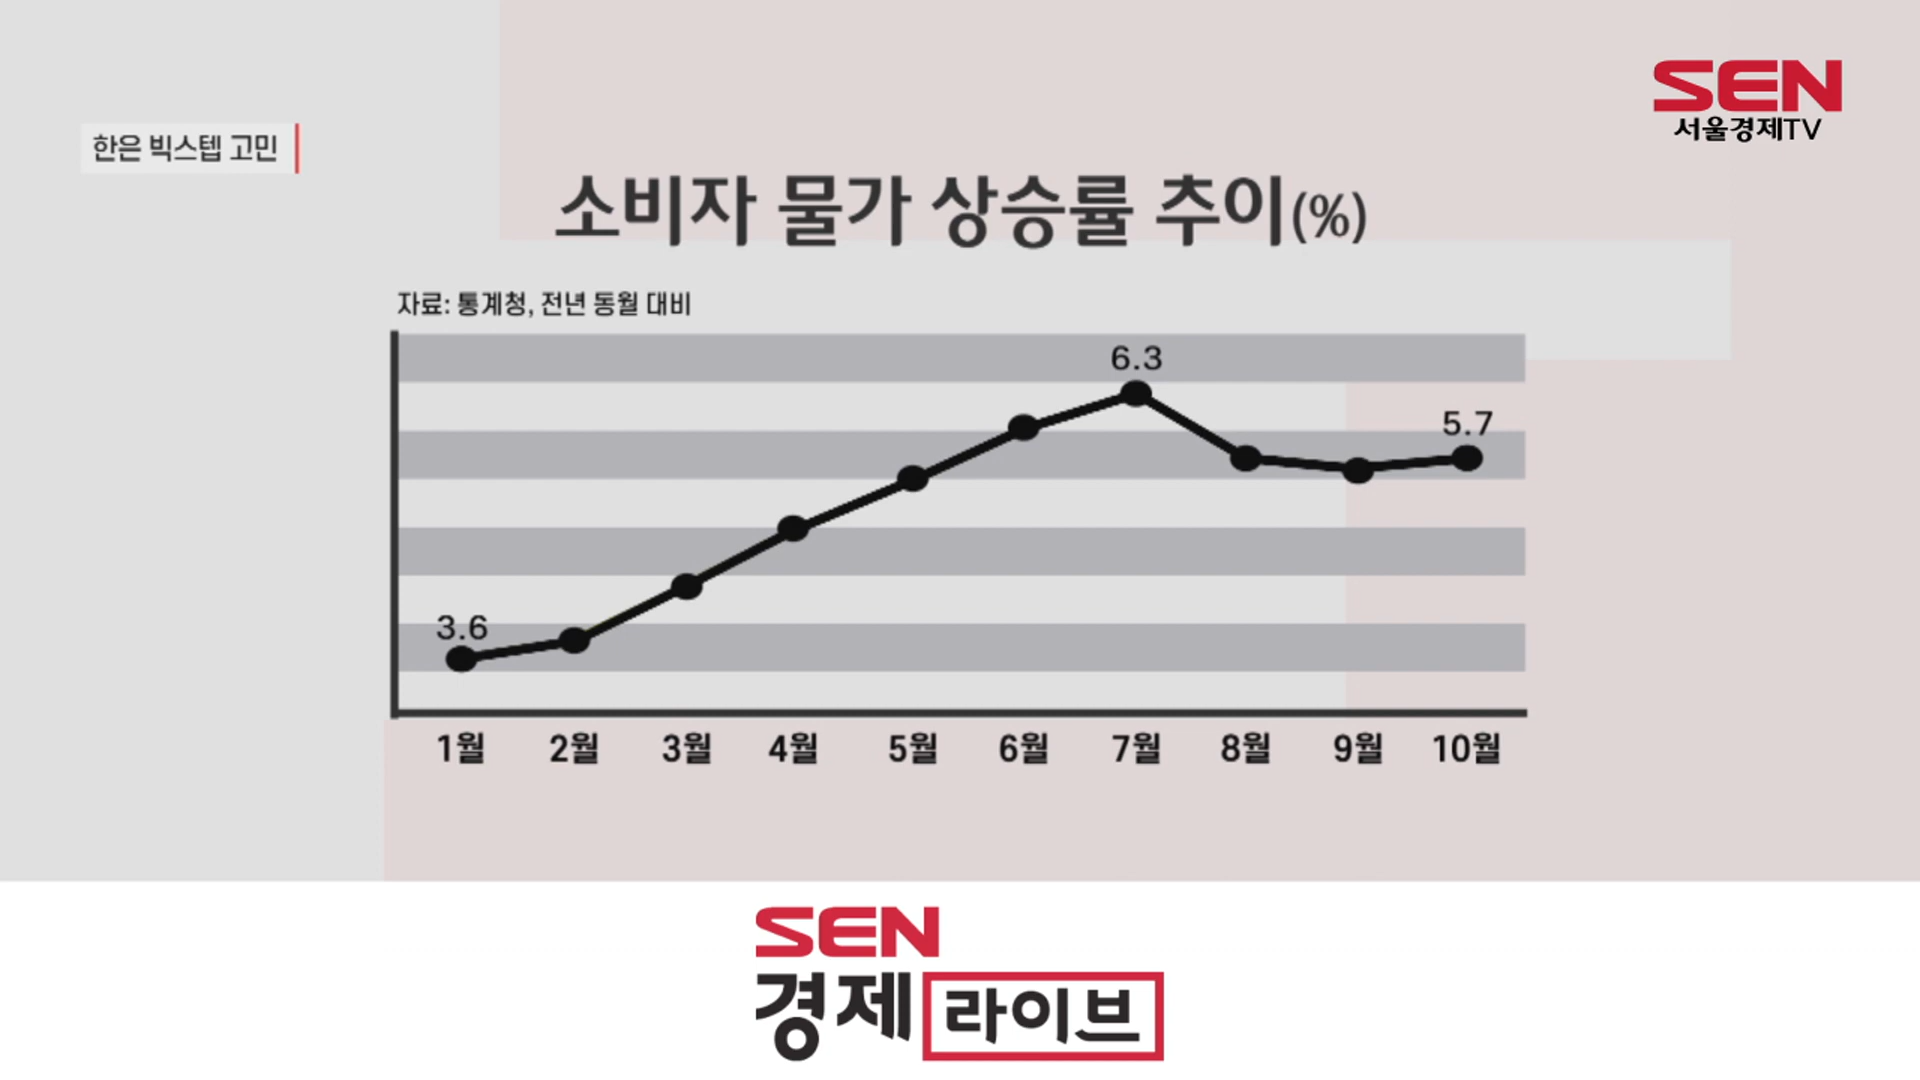 SEN
서울경제TV
한은 빅스텝 고민
소비자 물가 상승률 추이(%)
자료: 통계청, 전년 동월 대비
6.3
5.7
3.6
1월 2월 3월 4월 5월 6월 7월 8월 9월 10월
SEN
경제 라이브